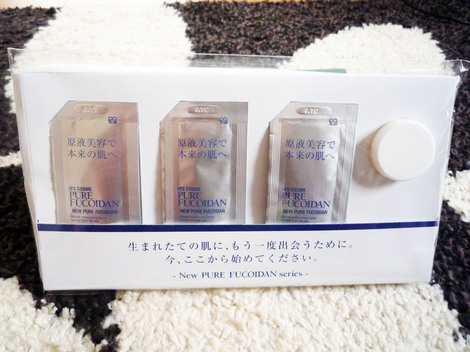 原液美容で
本来の肌へ
PURE
FUCOIDAN
NEW PURE FUCOIDAN
原液美容で
本来の肌へ
PURE
FUCOIDAN
NEW PURE FUCOIDAN
原液美容で
本来の肌へ
PURE
FUCOIDAN
NEW PURE FUCOIDAN
生まれたての肌に、もう一度出会うために。
今、ここから始めてください。
- New PURE FUCOIDAN series -